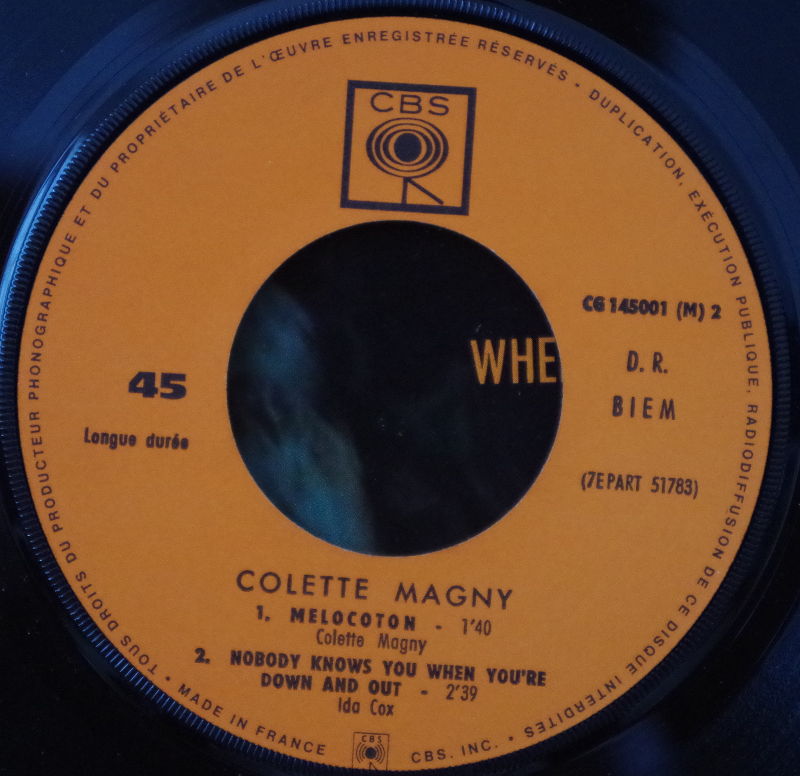 TOUS DROITS DU PRODUCTEUR PHONOGRAPHIQUE ET DU PROPRIÉTAIRE DE L'ŒUVRE ENREGISTRÉE RÉSERVÉS • DUPLICATION, EXÉCUTION PUBLIQUE, RADIODIFFUSION DE CE DISQUE INTERDITES •
CBS
WHE
CG 145001 (M) 2
D. R.
BIEM
45
Longue durée
(7EPART 51783)
COLETTE MAGNY
1. MELOCOTON - 1'40
Colette Magny
2. NOBODY KNOWS YOU WHEN YOU'RE
DOWN AND OUT - 2'39
Ida Cox
• MADE IN FRANCE
CBS
CBS. INC. •